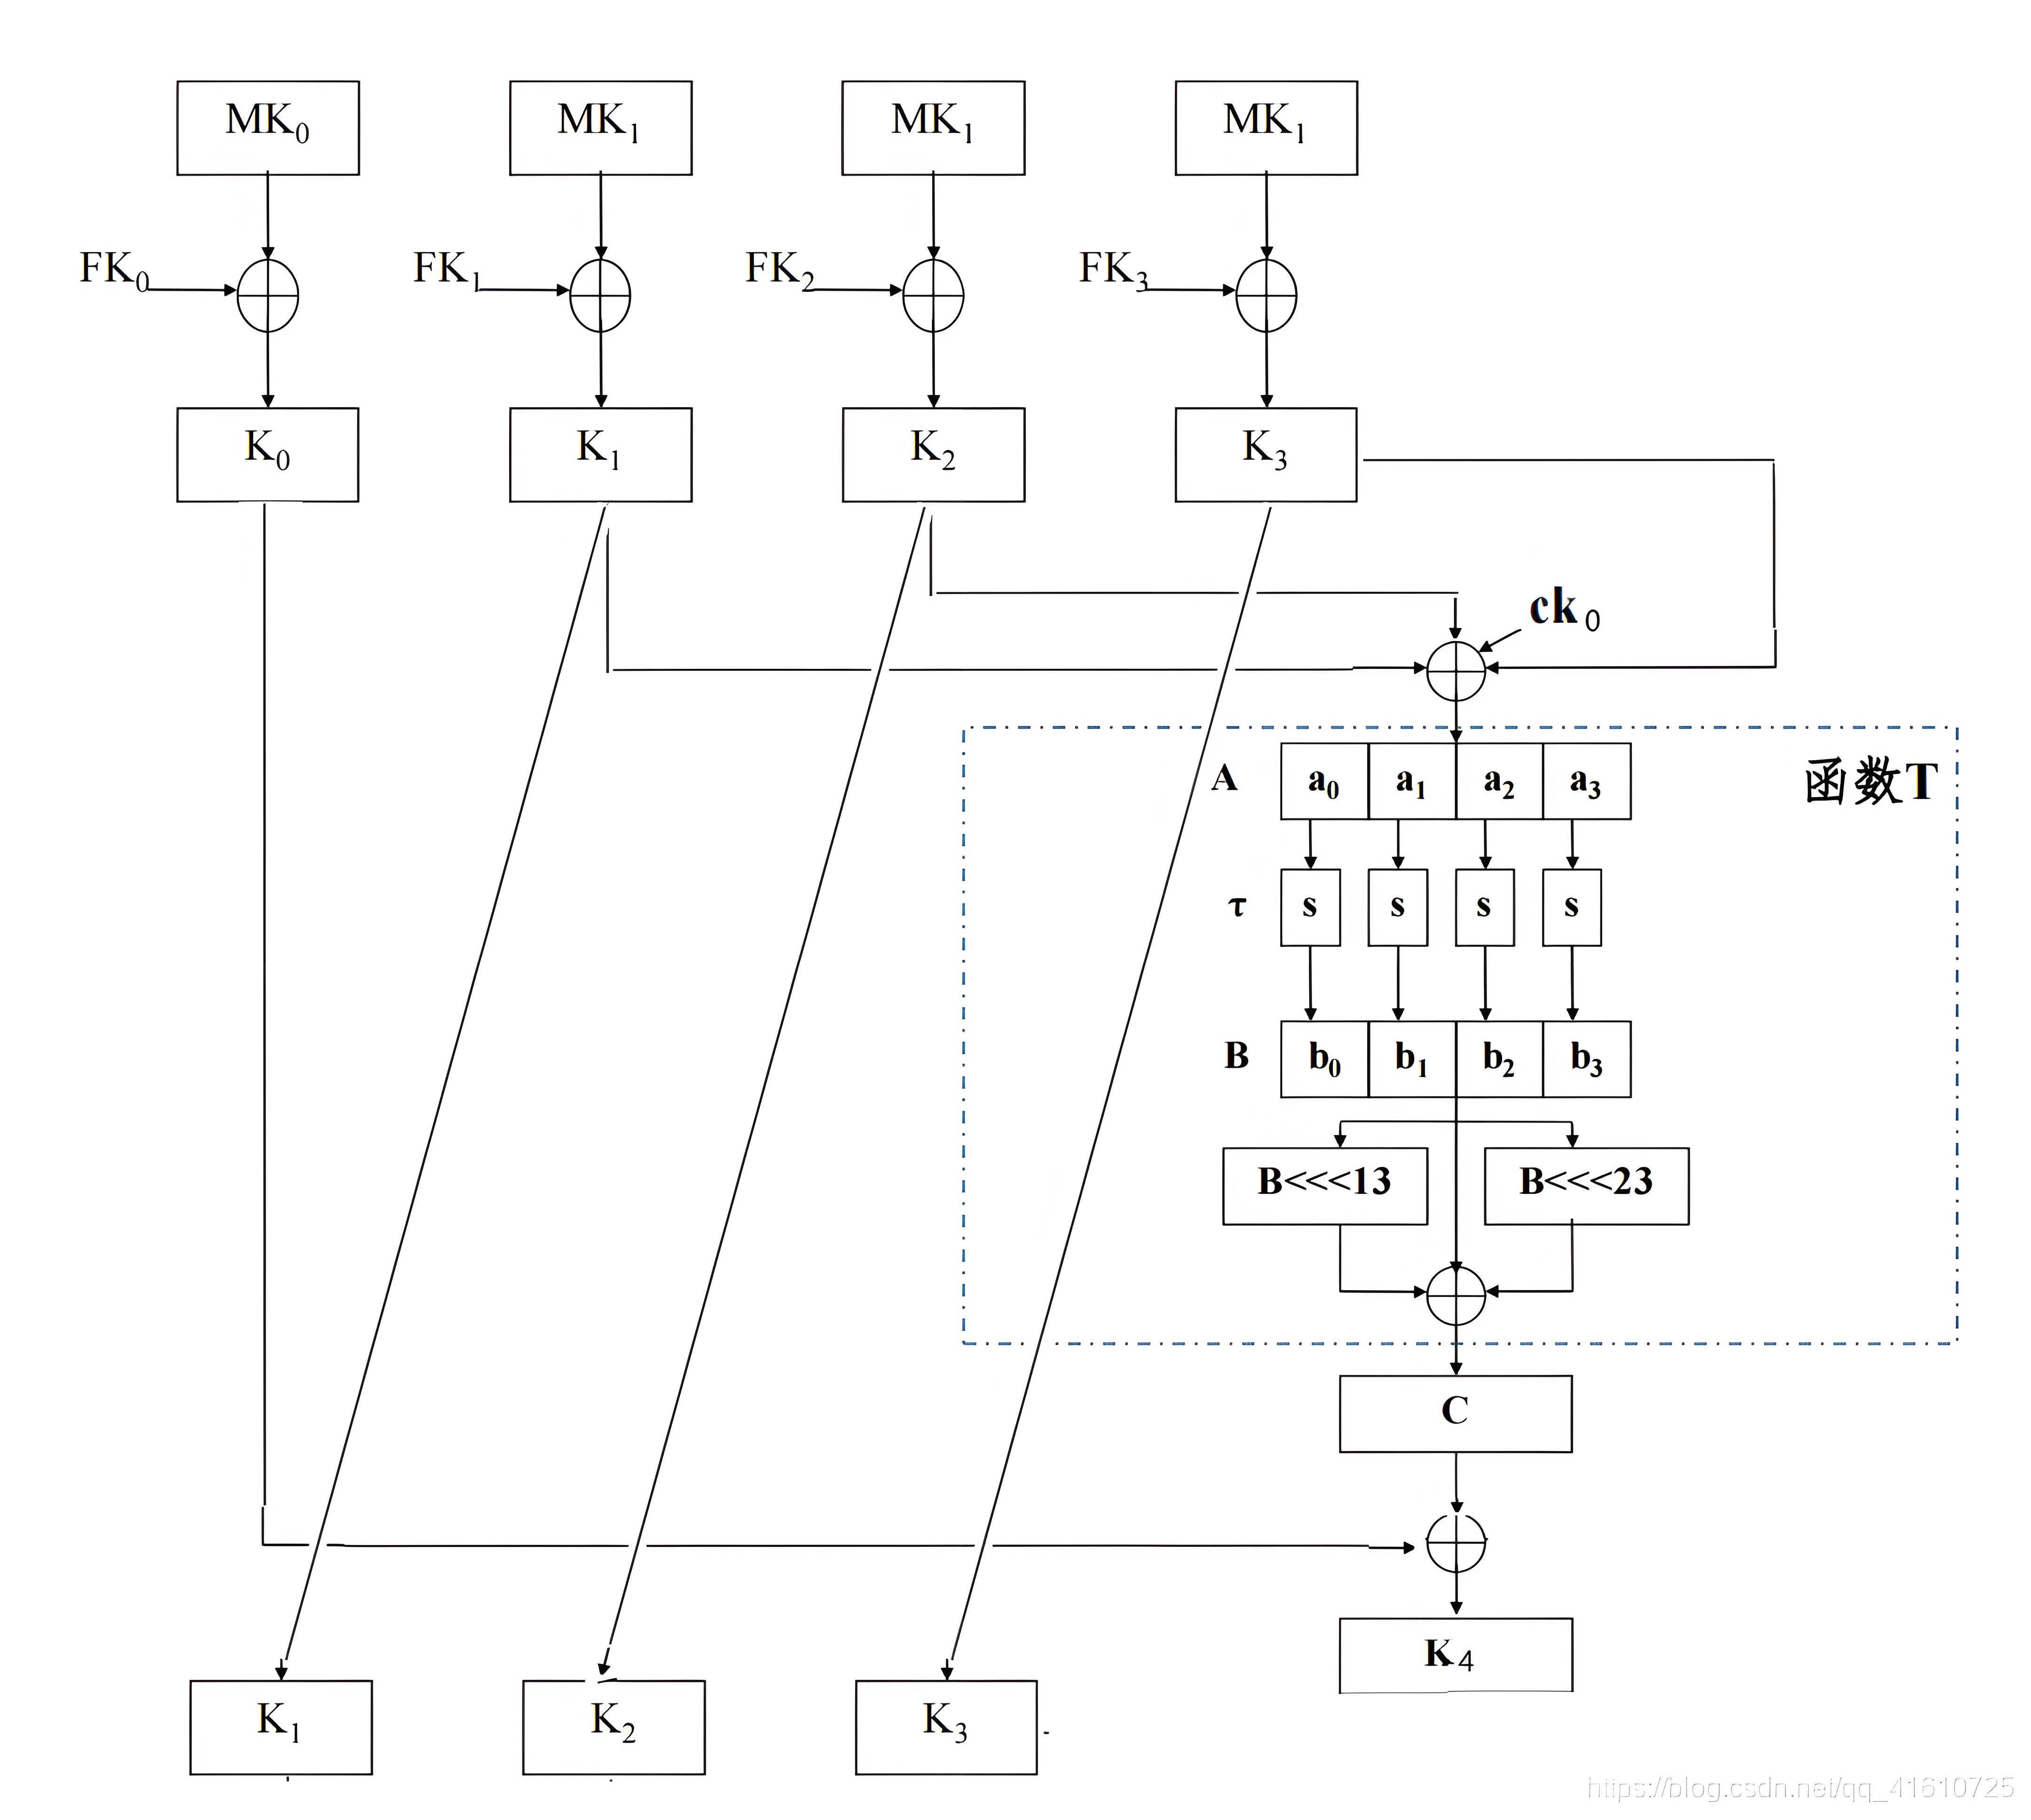 MK₀ MK₁ MK₁ MK₁
FK₀ FK₁ FK₂ FK₃
K₀ K₁ K₂ K₃
ck₀
函数T
A a₀ a₁ a₂ a₃
τ s s s s
B b₀ b₁ b₂ b₃
B<<<13 B<<<23
C
K₄
K₁ K₂ K₃
https://blog.csdn.net/qq_41610725